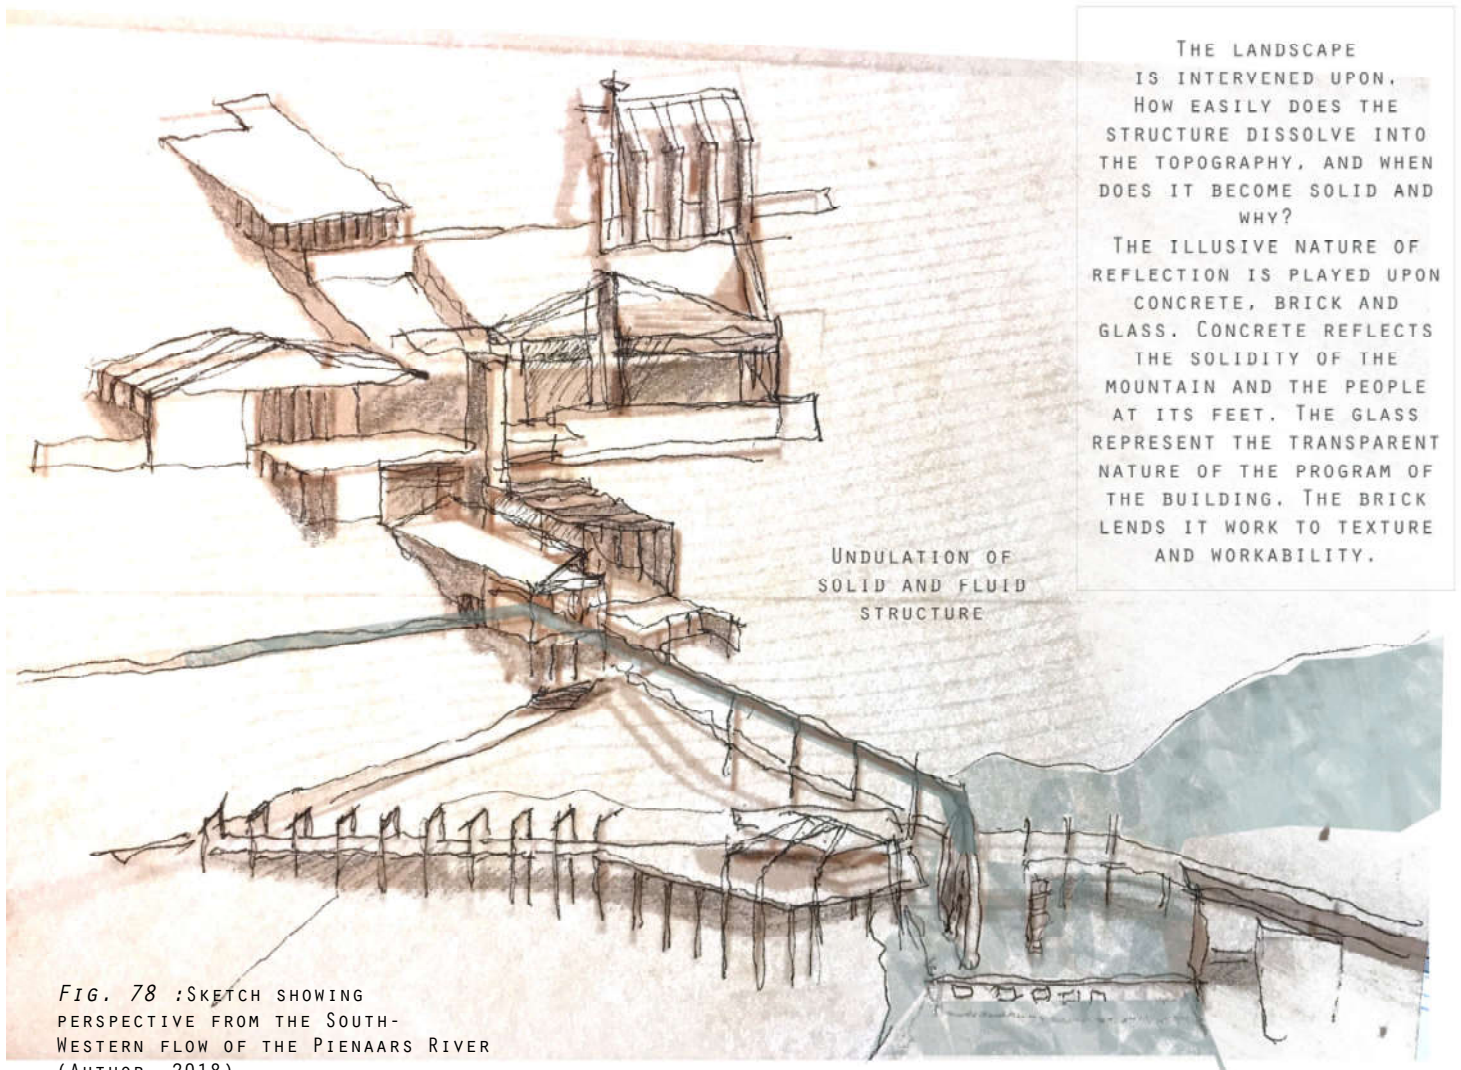 THE LANDSCAPE
IS INTERVENED UPON.
HOW EASILY DOES THE
STRUCTURE DISSOLVE INTO
THE TOPOGRAPHY, AND WHEN
DOES IT BECOME SOLID AND
WHY?
THE ILLUSIVE NATURE OF
REFLECTION IS PLAYED UPON
CONCRETE, BRICK AND
GLASS. CONCRETE REFLECTS
THE SOLIDITY OF THE
MOUNTAIN AND THE PEOPLE
AT ITS FEET. THE GLASS
REPRESENT THE TRANSPARENT
NATURE OF THE PROGRAM OF
THE BUILDING. THE BRICK
LENDS IT WORK TO TEXTURE
AND WORKABILITY.
UNDULATION OF
SOLID AND FLUID
STRUCTURE
FIG. 78 :SKETCH SHOWING
PERSPECTIVE FROM THE SOUTH-
WESTERN FLOW OF THE PIENAARS RIVER
(AUTHOR, 2018)